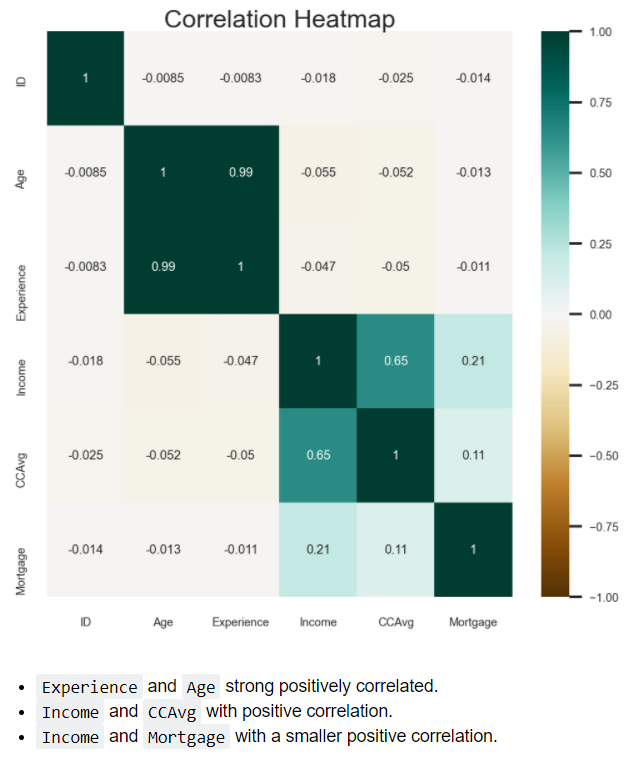 Correlation Heatmap
ID 1 -0.0085 -0.0083 -0.018 -0.025 -0.014
Age -0.0085 1 0.99 -0.055 -0.052 -0.013
Experience -0.0083 0.99 1 -0.047 -0.05 -0.011
Income -0.018 -0.055 -0.047 1 0.65 0.21
CCAvg -0.025 -0.052 -0.05 0.65 1 0.11
Mortgage -0.014 -0.013 -0.011 0.21 0.11 1
ID Age Experience Income CCAvg Mortgage
1.00
0.75
0.50
0.25
0.00
−0.25
−0.50
−0.75
−1.00
• Experience and Age strong positively correlated.
• Income and CCAvg with positive correlation.
• Income and Mortgage with a smaller positive correlation.